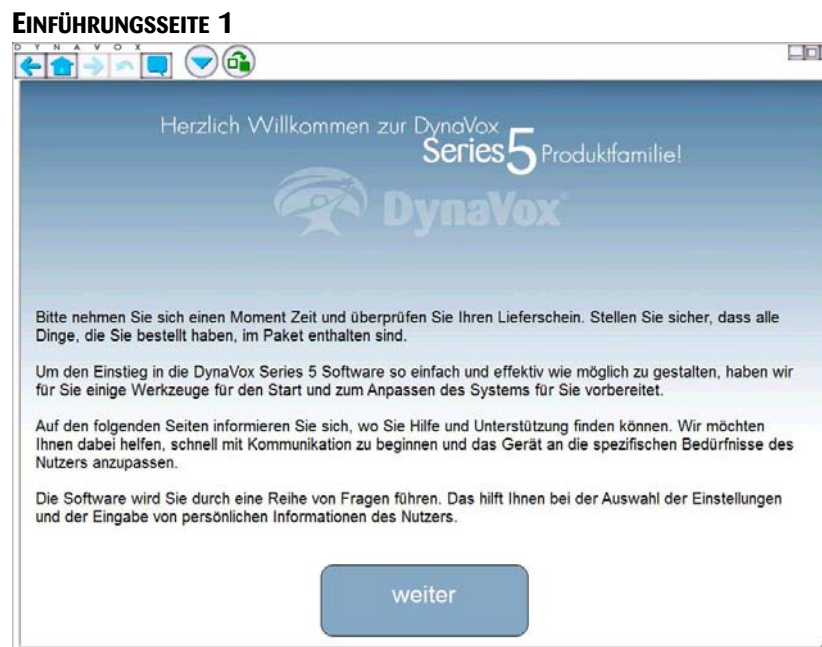 EINFÜHRUNGSSEITE 1
DYNAVOX
Herzlich Willkommen zur DynaVox
Series5 Produktfamilie!
DynaVox
Bitte nehmen Sie sich einen Moment Zeit und überprüfen Sie Ihren Lieferschein. Stellen Sie sicher, dass alle
Dinge, die Sie bestellt haben, im Paket enthalten sind.
Um den Einstieg in die DynaVox Series 5 Software so einfach und effektiv wie möglich zu gestalten, haben wir
für Sie einige Werkzeuge für den Start und zum Anpassen des Systems für Sie vorbereitet.
Auf den folgenden Seiten informieren Sie sich, wo Sie Hilfe und Unterstützung finden können. Wir möchten
Ihnen dabei helfen, schnell mit Kommunikation zu beginnen und das Gerät an die spezifischen Bedürfnisse des
Nutzers anzupassen.
Die Software wird Sie durch eine Reihe von Fragen führen. Das hilft Ihnen bei der Auswahl der Einstellungen
und der Eingabe von persönlichen Informationen des Nutzers.
weiter